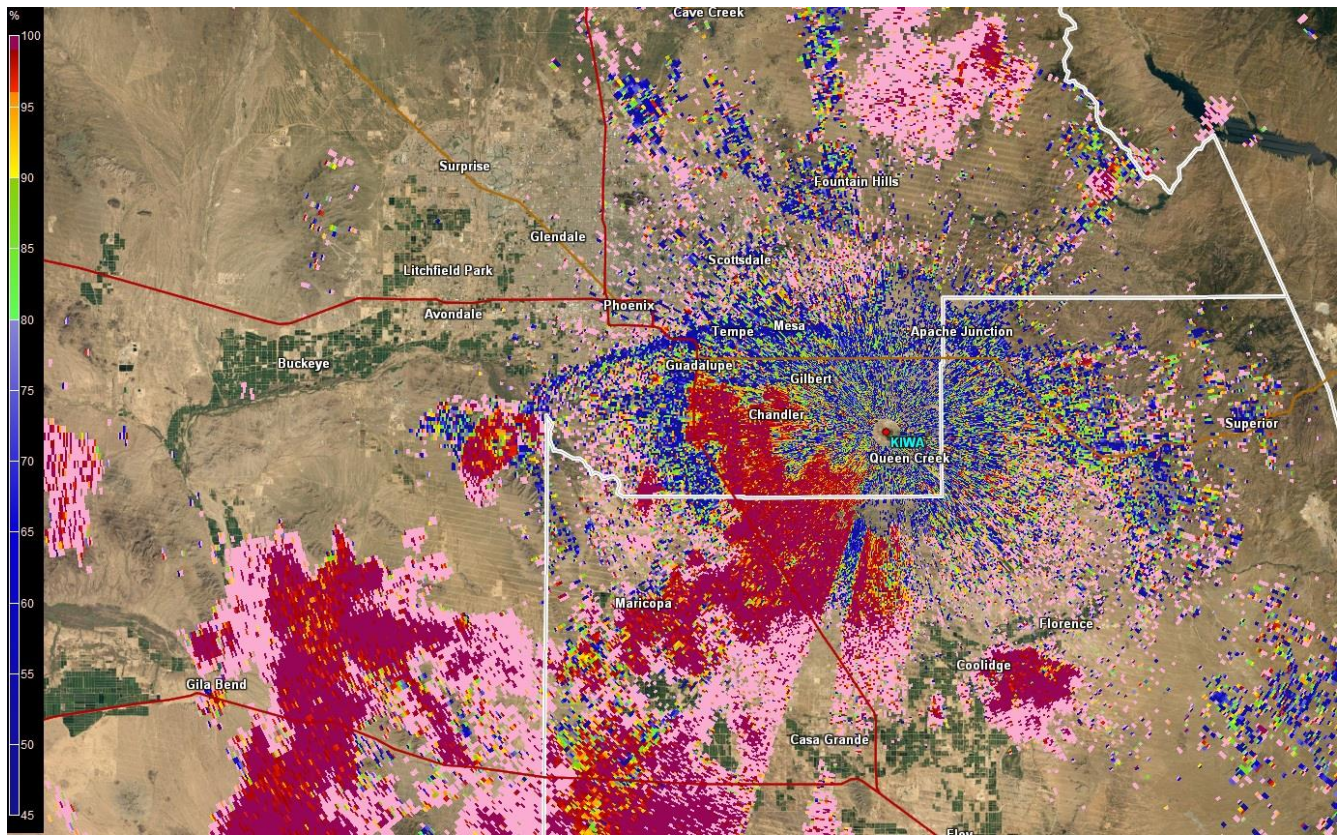 %
Cave Creek
100
95
Surprise
90
Fountain Hills
Glendale
85
Scottsdale
Litchfield Park
Phoenix
Avondale
80
Tempe
Mesa
Apache Junction
Buckeye
Guadalupe
Gilbert
75
Chandler
Superior
KIWA
Queen Creek
70
65
60
Maricopa
Florence
55
Coolidge
Gila Bend
50
Casa Grande
45
Eloy